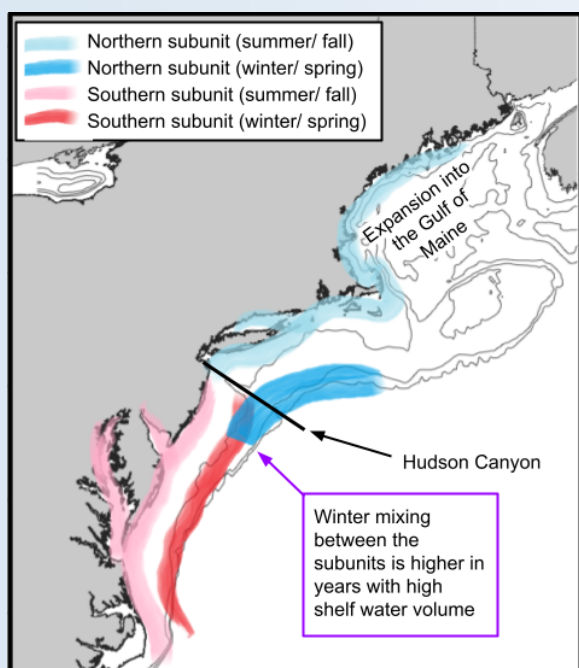 Northern subunit (summer/ fall)
Northern subunit (winter/ spring)
Southern subunit (summer/ fall)
Southern subunit (winter/ spring)
Expansion into
the Gulf of
Maine
Hudson Canyon
Winter mixing
between the
subunits is higher in
years with high
shelf water volume